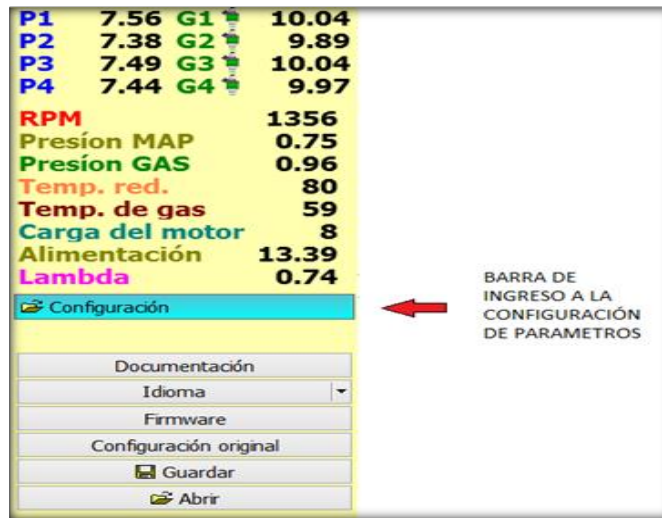 P1 7.56 G1 10.04
P2 7.38 G2 9.89
P3 7.49 G3 10.04
P4 7.44 G4 9.97
RPM 1356
Presíon MAP 0.75
Presíon GAS 0.96
Temp. red. 80
Temp. de gas 59
Carga del motor 8
Alimentación 13.39
Lambda 0.74
Configuración
BARRA DE
INGRESO A LA
CONFIGURACIÓN
DE PARAMETROS
Documentación
Idioma
Firmware
Configuración original
Guardar
Abrir